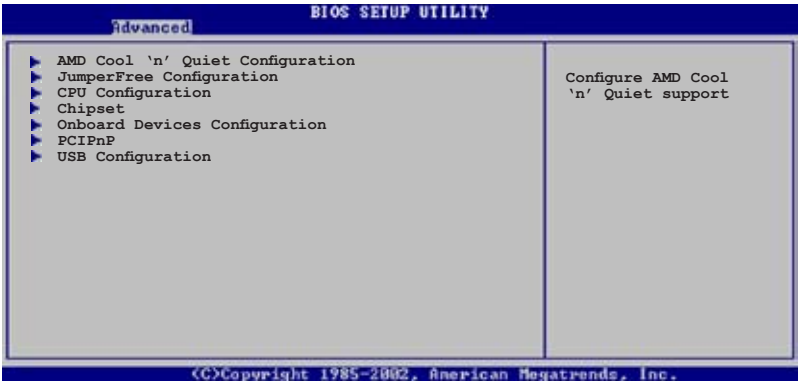 BIOS SETUP UTILITY
Advanced
AMD Cool ‘n’ Quiet Configuration
JumperFree Configuration
CPU Configuration
Chipset
Onboard Devices Configuration
PCIPnP
USB Configuration
Configure AMD Cool
‘n’ Quiet support
(C)Copyright 1985-2002, American Megatrends, Inc.